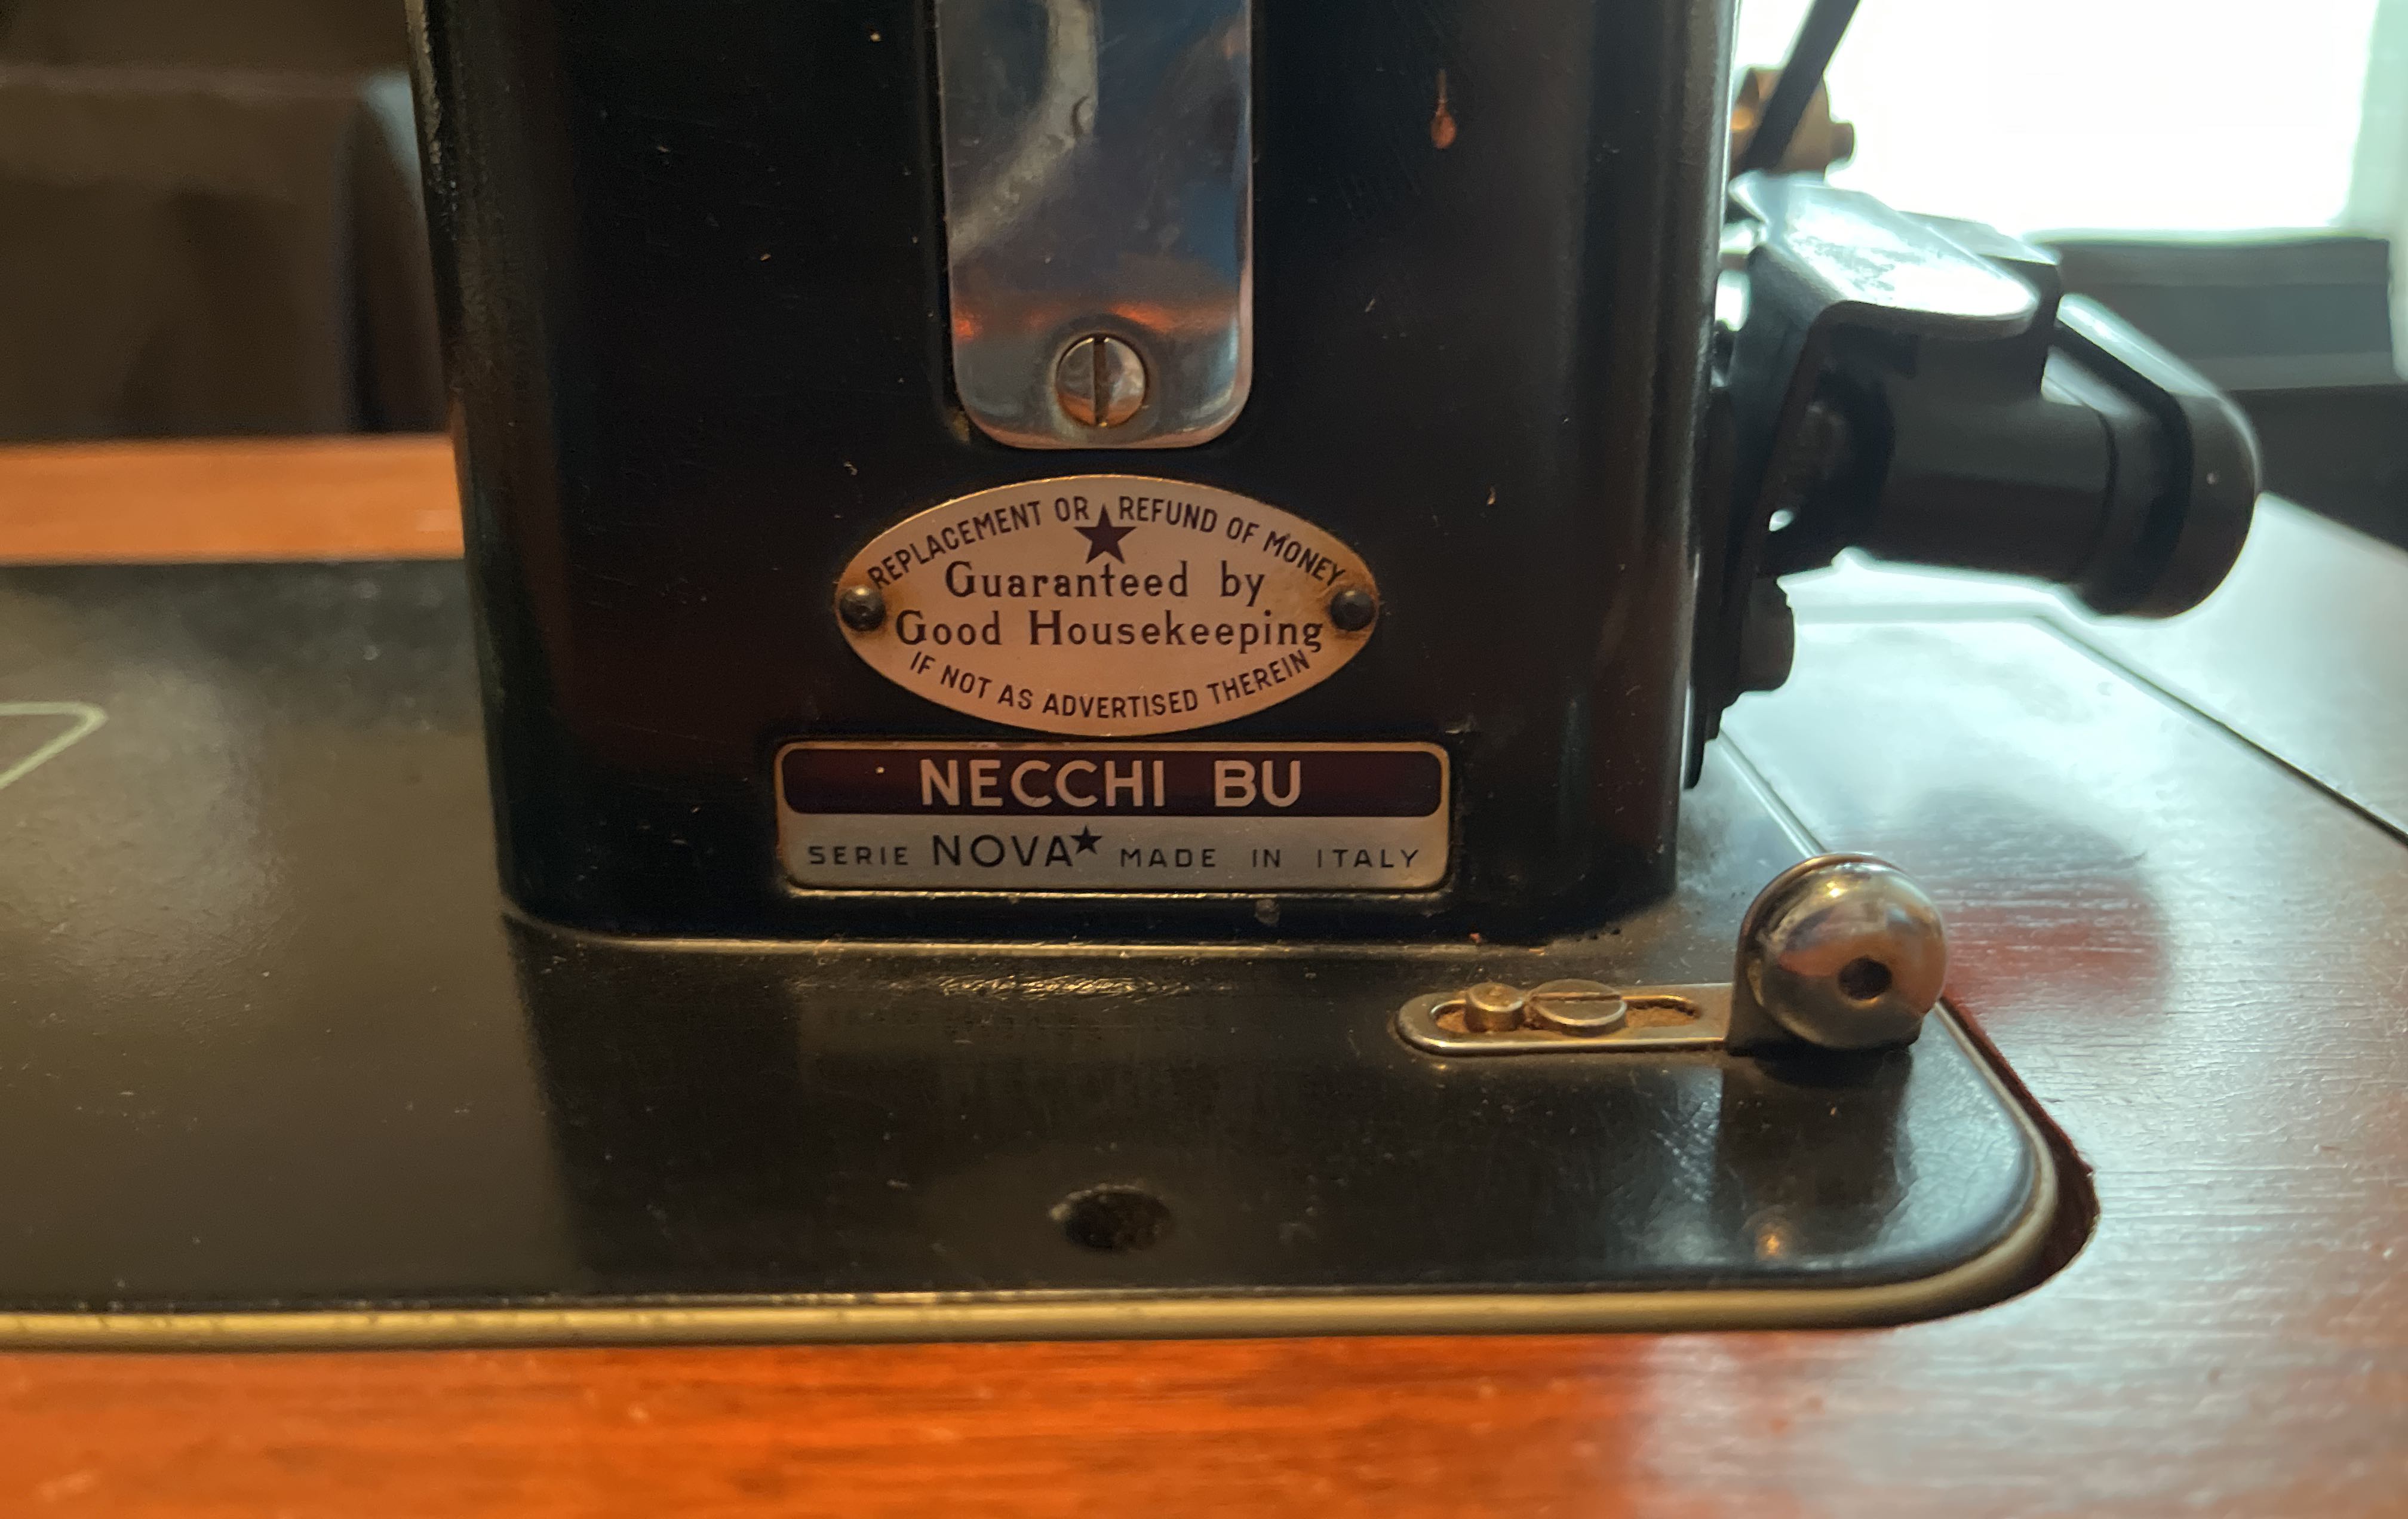 REPLACEMENT OR ★ REFUND OF MONEY
Guaranteed by
Good Housekeeping
IF NOT AS ADVERTISED THEREIN
NECCHI BU
SERIE NOVA★ MADE IN ITALY